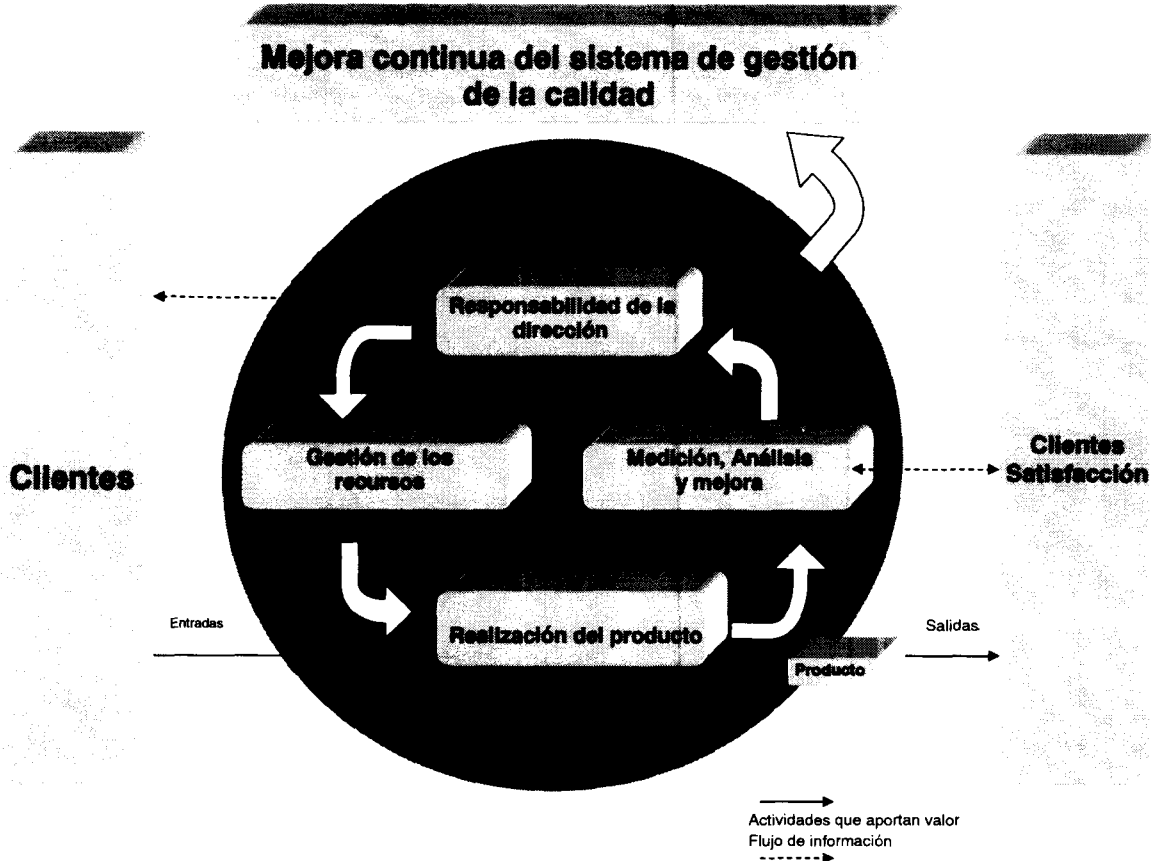 Mejora continua del sistema de gestión
de la calidad
Responsabilidad de la
dirección
Gestión de los
recursos
Medición, Análisis
y mejora
Clientes
Clientes
Satisfacción
Entradas
Realización del producto
Salidas
Producto
Actividades que aportan valor
Flujo de información